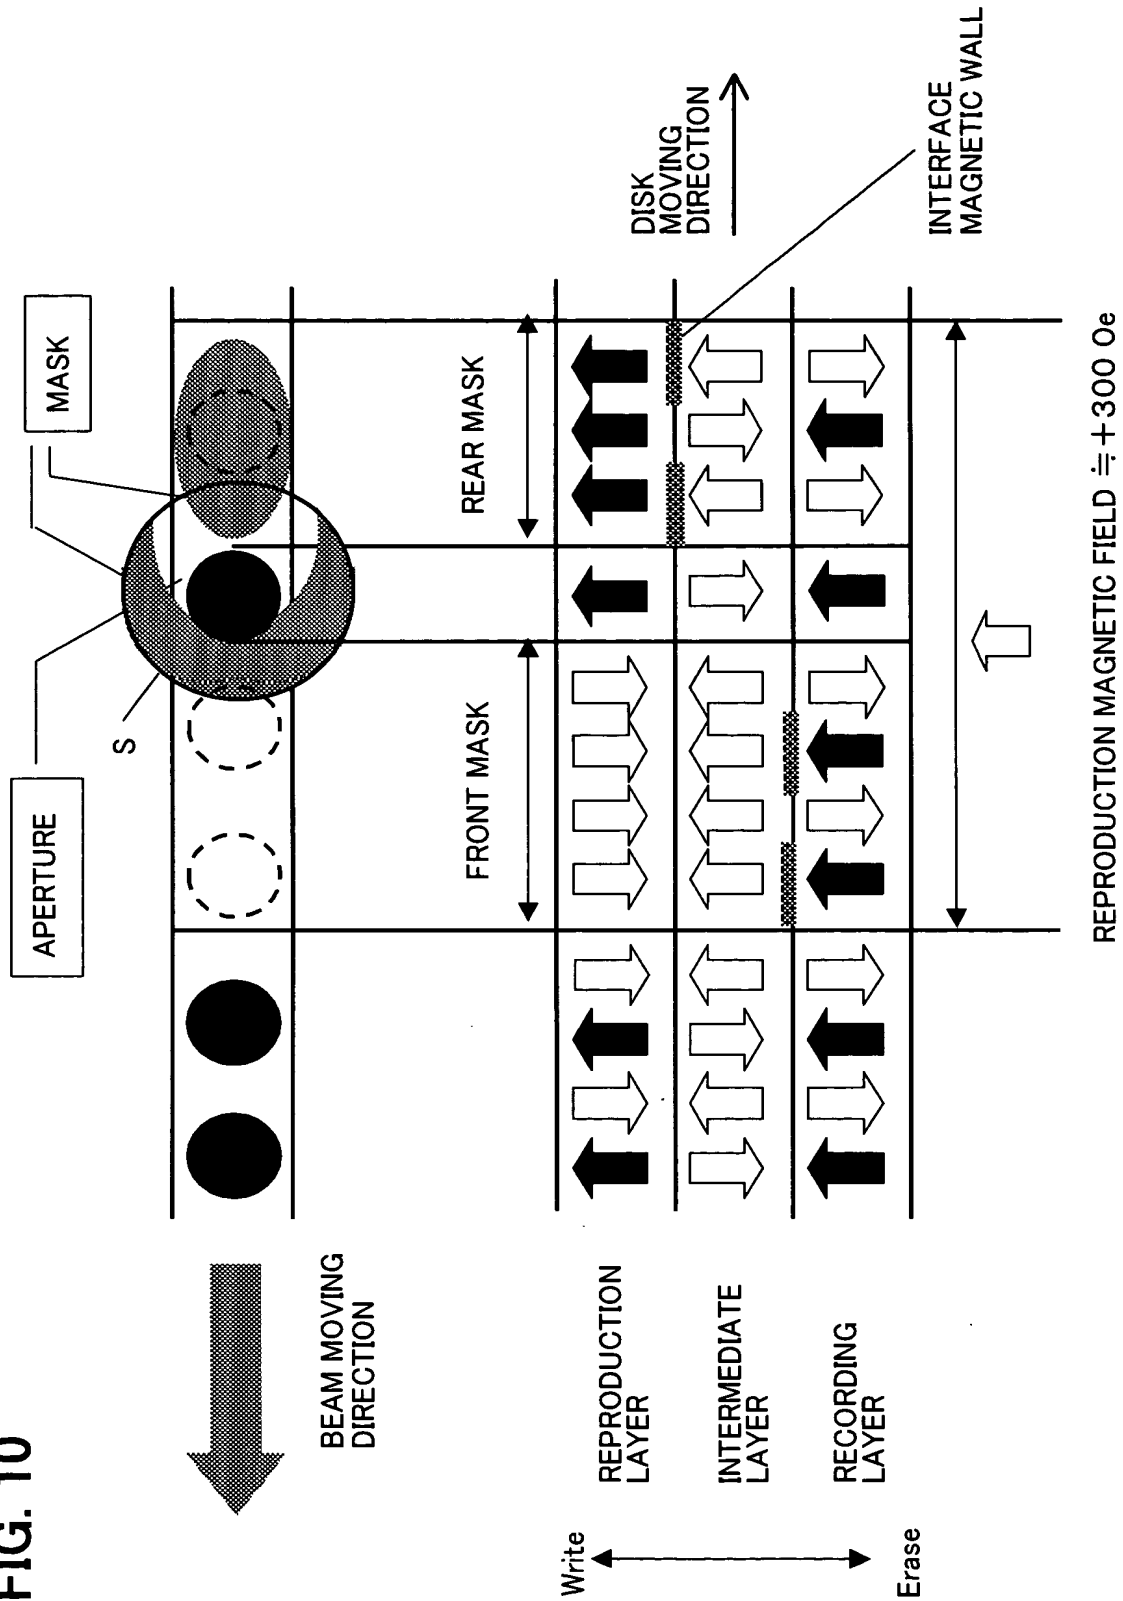 FIG. 10
APERTURE
MASK
S
BEAM MOVING
DIRECTION
FRONT MASK
REAR MASK
DISK
MOVING
DIRECTION
INTERFACE
MAGNETIC WALL
Write
Erase
REPRODUCTION
LAYER
INTERMEDIATE
LAYER
RECORDING
LAYER
REPRODUCTION MAGNETIC FIELD ≒ +300 Oe